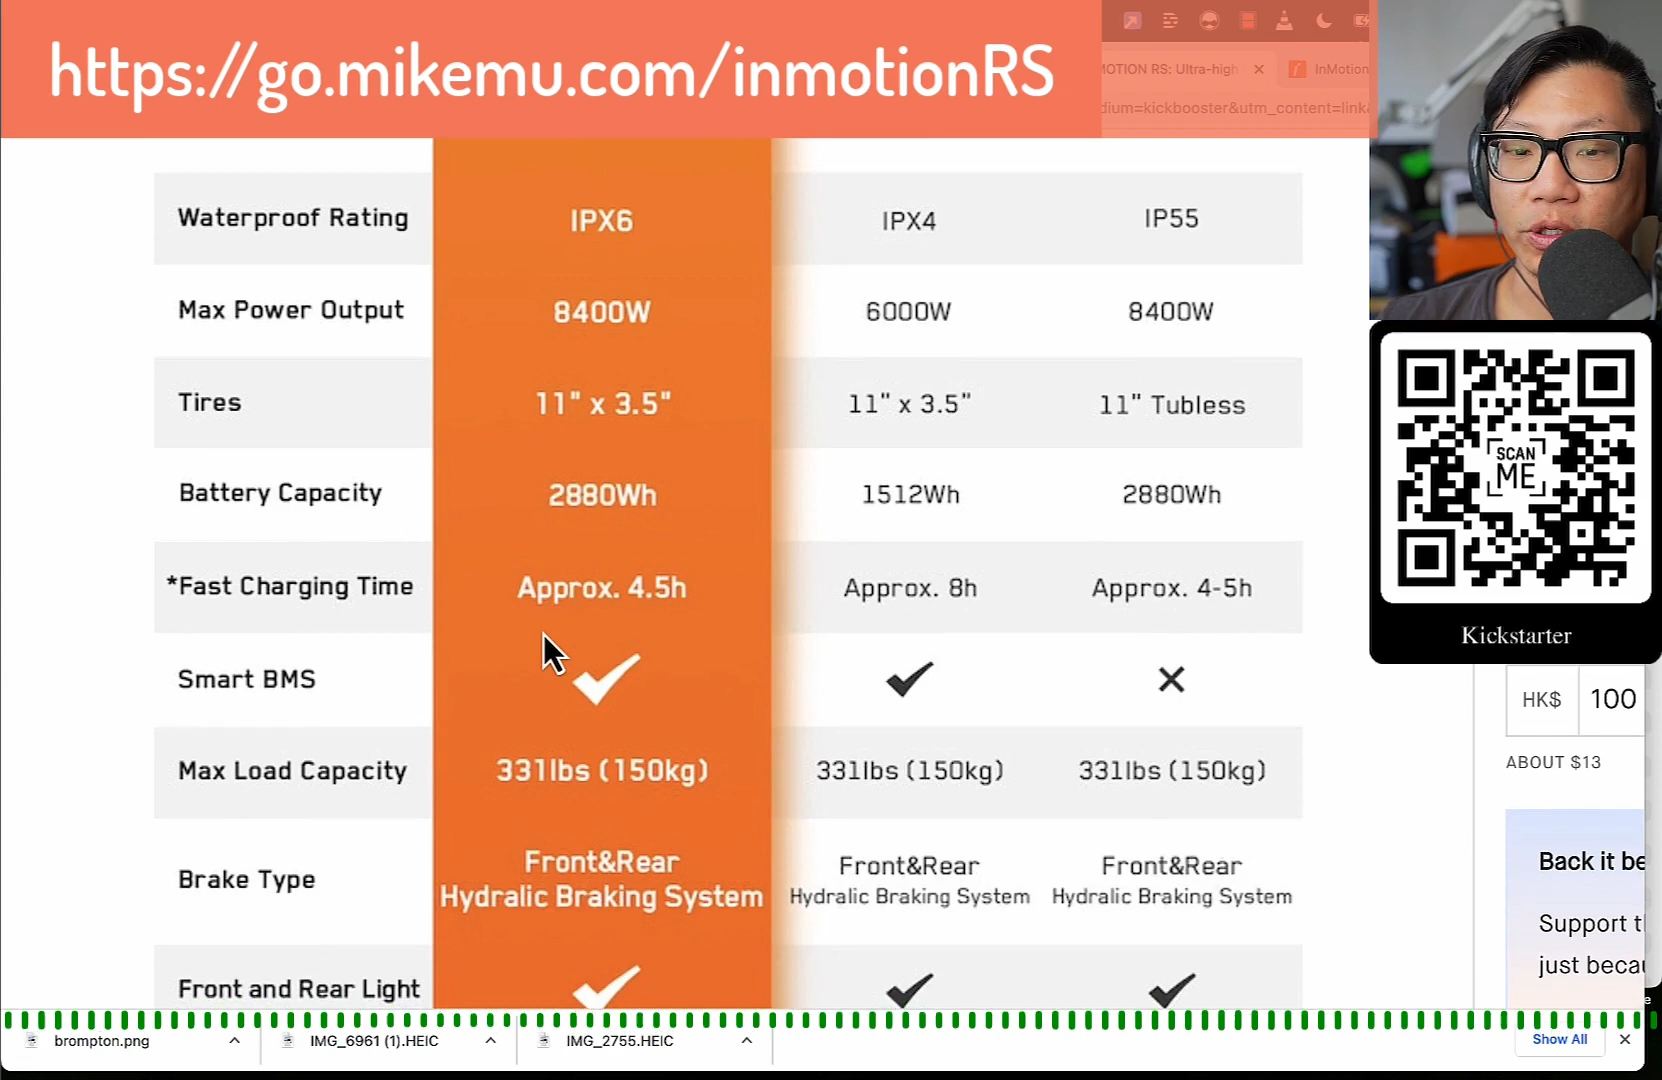 https://go.mikemu.com/inmotionRS
MOTION RS: Ultra-high
InMotion
dium=kickbooster&utm_content=link
Waterproof Rating IPX6 IPX4 IP55
Max Power Output 8400W 6000W 8400W
Tires 11" x 3.5" 11" x 3.5" 11" Tubless
Battery Capacity 2880Wh 1512Wh 2880Wh
*Fast Charging Time Approx. 4.5h Approx. 8h Approx. 4-5h
Smart BMS
Max Load Capacity 331lbs (150kg) 331lbs (150kg) 331lbs (150kg)
Brake Type Front&Rear Front&Rear Front&Rear
Hydralic Braking System Hydralic Braking System Hydralic Braking System
Front and Rear Light
SCAN
ME
Kickstarter
HK$ 100
ABOUT $13
Back it be
Support t
just beca
brompton.png
IMG_6961 (1).HEIC
IMG_2755.HEIC
Show All